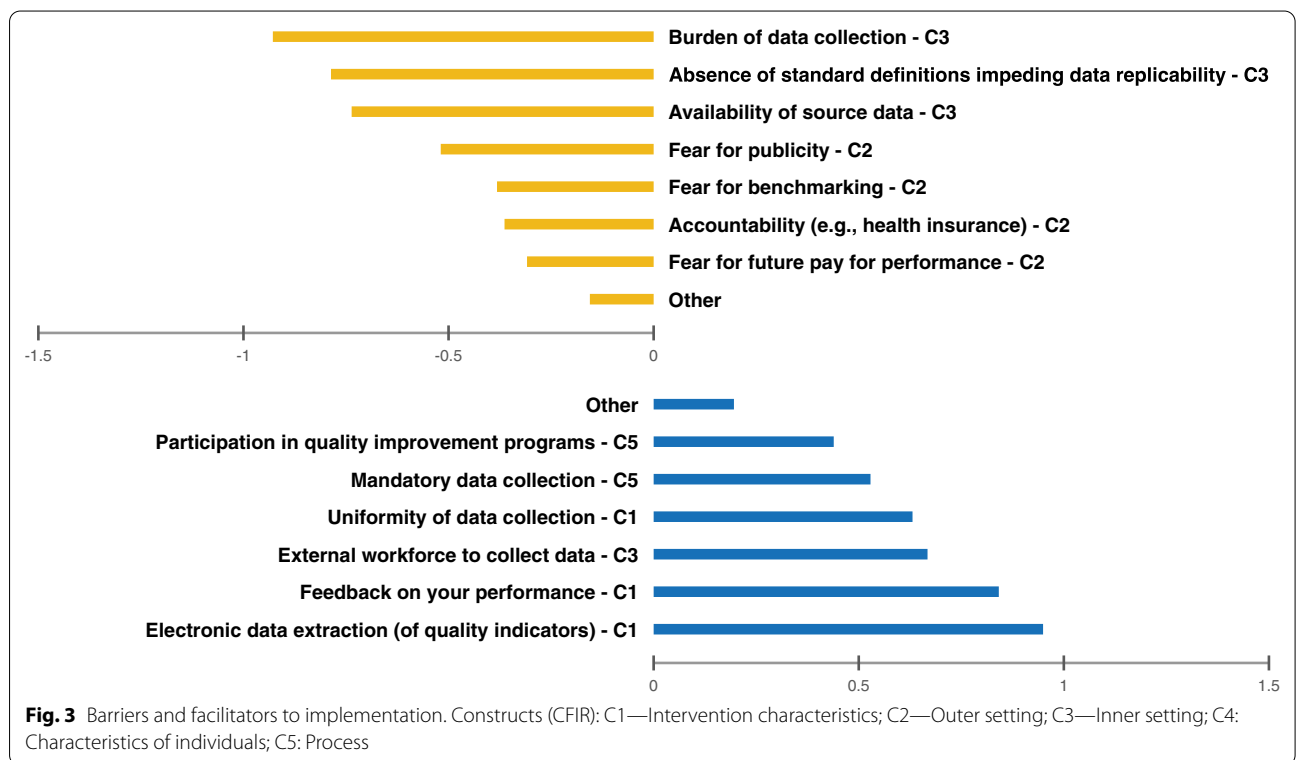 Burden of data collection - C3
Absence of standard definitions impeding data replicability - C3
Availability of source data - C3
Fear for publicity - C2
Fear for benchmarking - C2
Accountability (e.g., health insurance) - C2
Fear for future pay for performance - C2
Other
-1.5 -1 -0.5 0
Other
Participation in quality improvement programs - C5
Mandatory data collection - C5
Uniformity of data collection - C1
External workforce to collect data - C3
Feedback on your performance - C1
Electronic data extraction (of quality indicators) - C1
0 0.5 1 1.5
Fig. 3 Barriers and facilitators to implementation. Constructs (CFIR): C1—Intervention characteristics; C2—Outer setting; C3—Inner setting; C4:
Characteristics of individuals; C5: Process